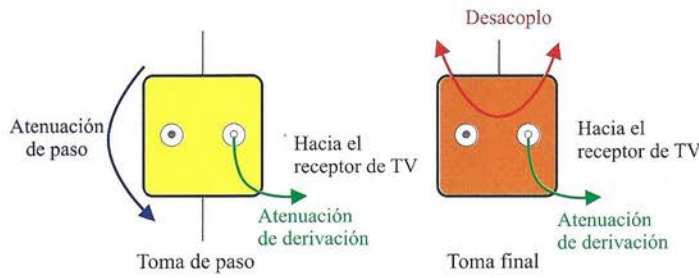 Desacoplo
Atenuación
de paso
Hacia el
receptor de TV
Atenuación
de derivación
Toma de paso
Hacia el
receptor de TV
Atenuación
de derivación
Toma final